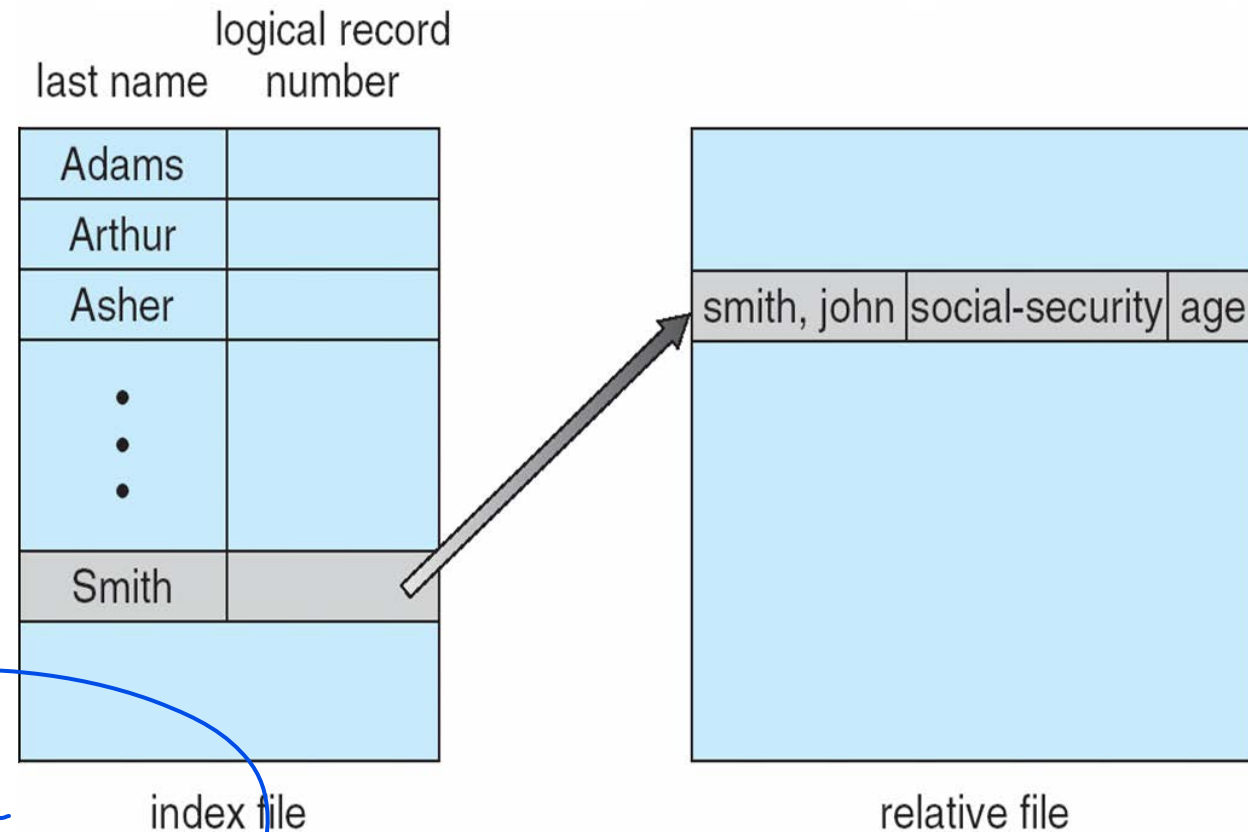 logical record
last name number
Adams
Arthur
Asher
smith, john social-security age
Smith
index file relative file